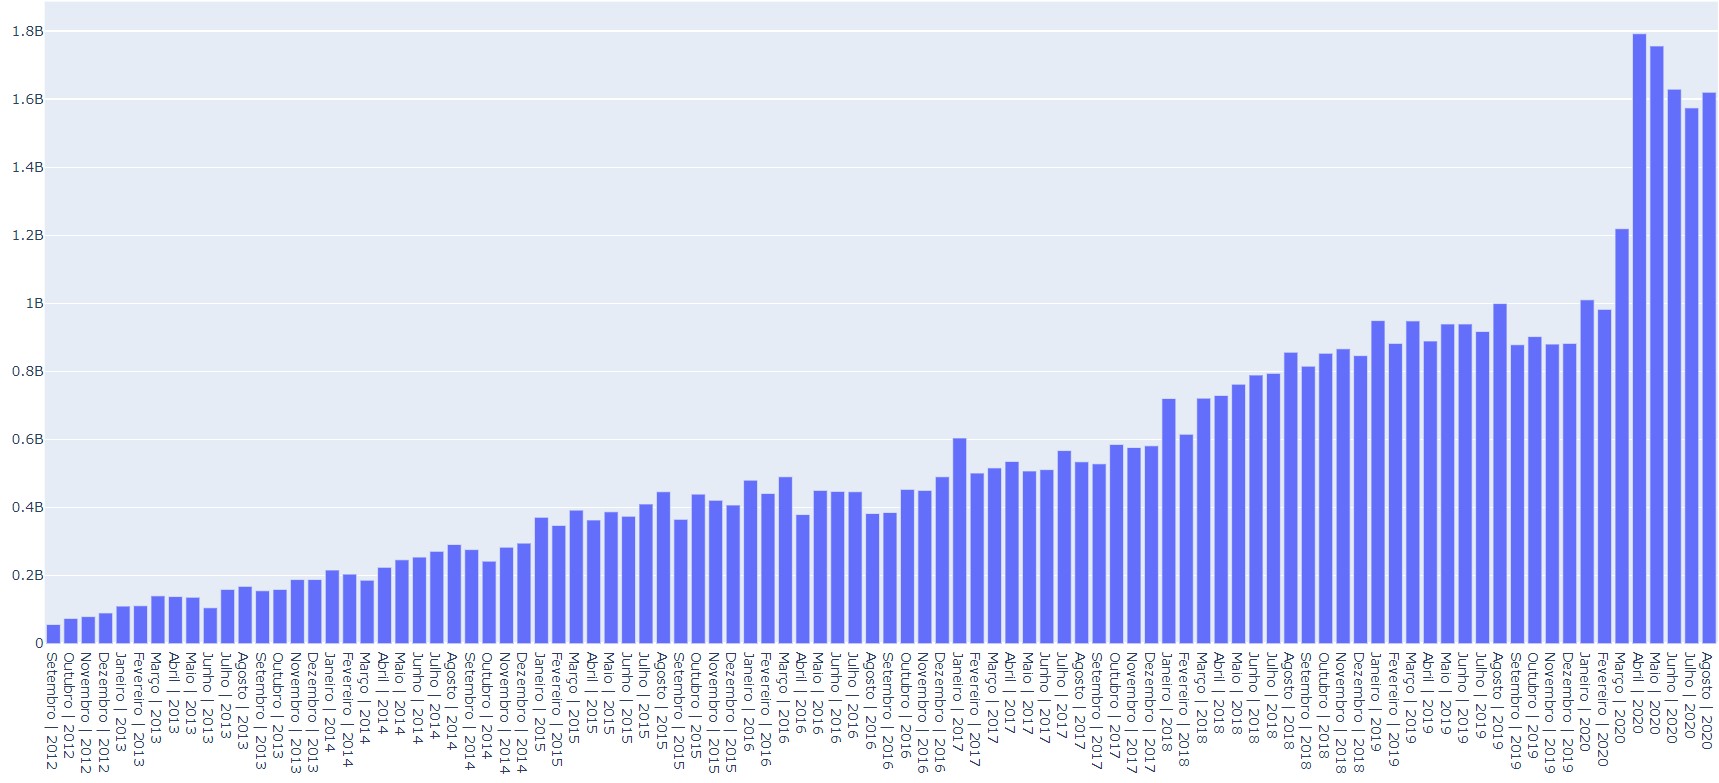 1.8B
1.6B
1.4B
1.2B
1B
0.8B
0.6B
0.4B
0.2B
0
Setembro | 2012
Outubro | 2012
Novembro | 2012
Dezembro | 2012
Janeiro | 2013
Fevereiro | 2013
Março | 2013
Abril | 2013
Maio | 2013
Junho | 2013
Julho | 2013
Agosto | 2013
Setembro | 2013
Outubro | 2013
Novembro | 2013
Dezembro | 2013
Janeiro | 2014
Fevereiro | 2014
Março | 2014
Abril | 2014
Maio | 2014
Junho | 2014
Julho | 2014
Agosto | 2014
Setembro | 2014
Outubro | 2014
Novembro | 2014
Dezembro | 2014
Janeiro | 2015
Fevereiro | 2015
Março | 2015
Abril | 2015
Maio | 2015
Junho | 2015
Julho | 2015
Agosto | 2015
Setembro | 2015
Outubro | 2015
Novembro | 2015
Dezembro | 2015
Janeiro | 2016
Fevereiro | 2016
Março | 2016
Abril | 2016
Maio | 2016
Junho | 2016
Julho | 2016
Agosto | 2016
Setembro | 2016
Outubro | 2016
Novembro | 2016
Dezembro | 2016
Janeiro | 2017
Fevereiro | 2017
Março | 2017
Abril | 2017
Maio | 2017
Junho | 2017
Julho | 2017
Agosto | 2017
Setembro | 2017
Outubro | 2017
Novembro | 2017
Dezembro | 2017
Janeiro | 2018
Fevereiro | 2018
Março | 2018
Abril | 2018
Maio | 2018
Junho | 2018
Julho | 2018
Agosto | 2018
Setembro | 2018
Outubro | 2018
Novembro | 2018
Dezembro | 2018
Janeiro | 2019
Fevereiro | 2019
Março | 2019
Abril | 2019
Maio | 2019
Junho | 2019
Julho | 2019
Agosto | 2019
Setembro | 2019
Outubro | 2019
Novembro | 2019
Dezembro | 2019
Janeiro | 2020
Fevereiro | 2020
Março | 2020
Abril | 2020
Maio | 2020
Junho | 2020
Julho | 2020
Agosto | 2020